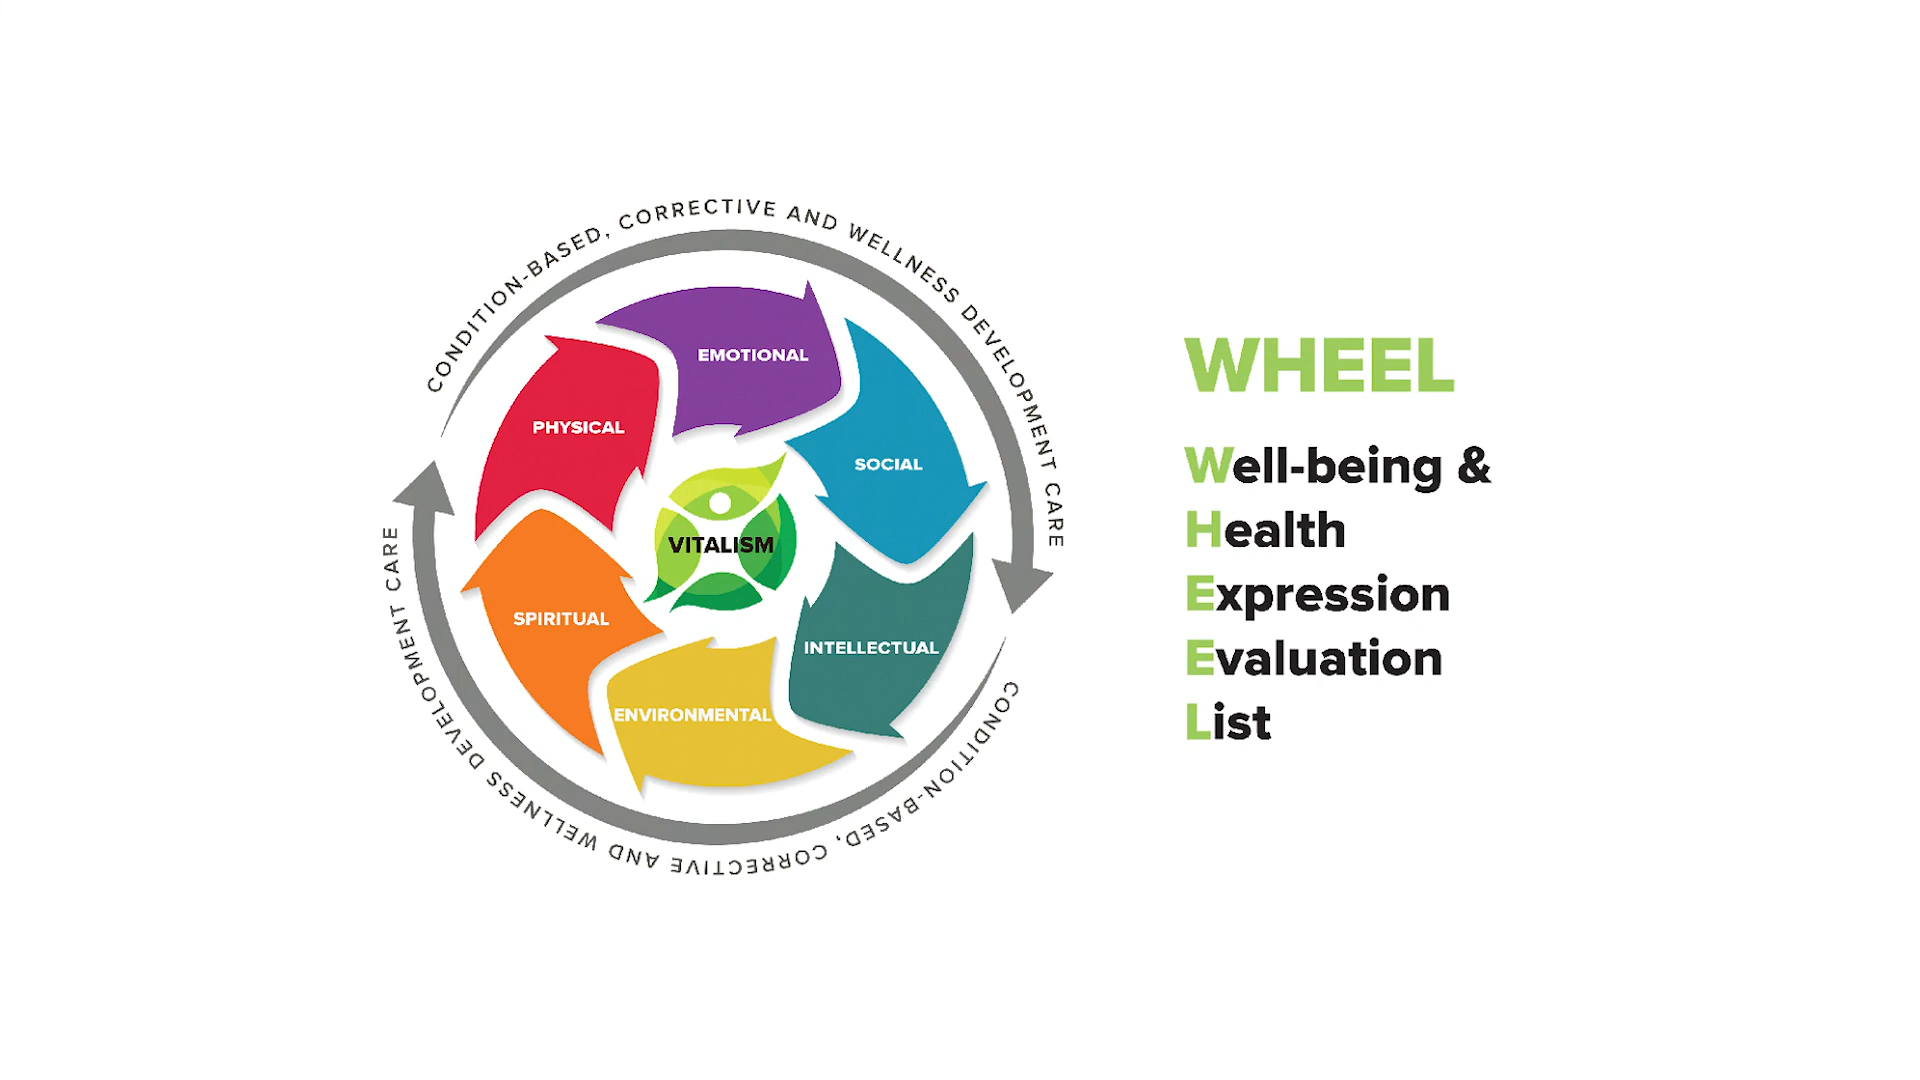 CONDITION-BASED, CORRECTIVE AND WELLNESS DEVELOPMENT CARE
EMOTIONAL
PHYSICAL
SOCIAL
VITALISM
SPIRITUAL
INTELLECTUAL
ENVIRONMENTAL
CONDITION-BASED, CORRECTIVE AND WELLNESS DEVELOPMENT CARE
WHEEL
Well-being &
Health
Expression
Evaluation
List